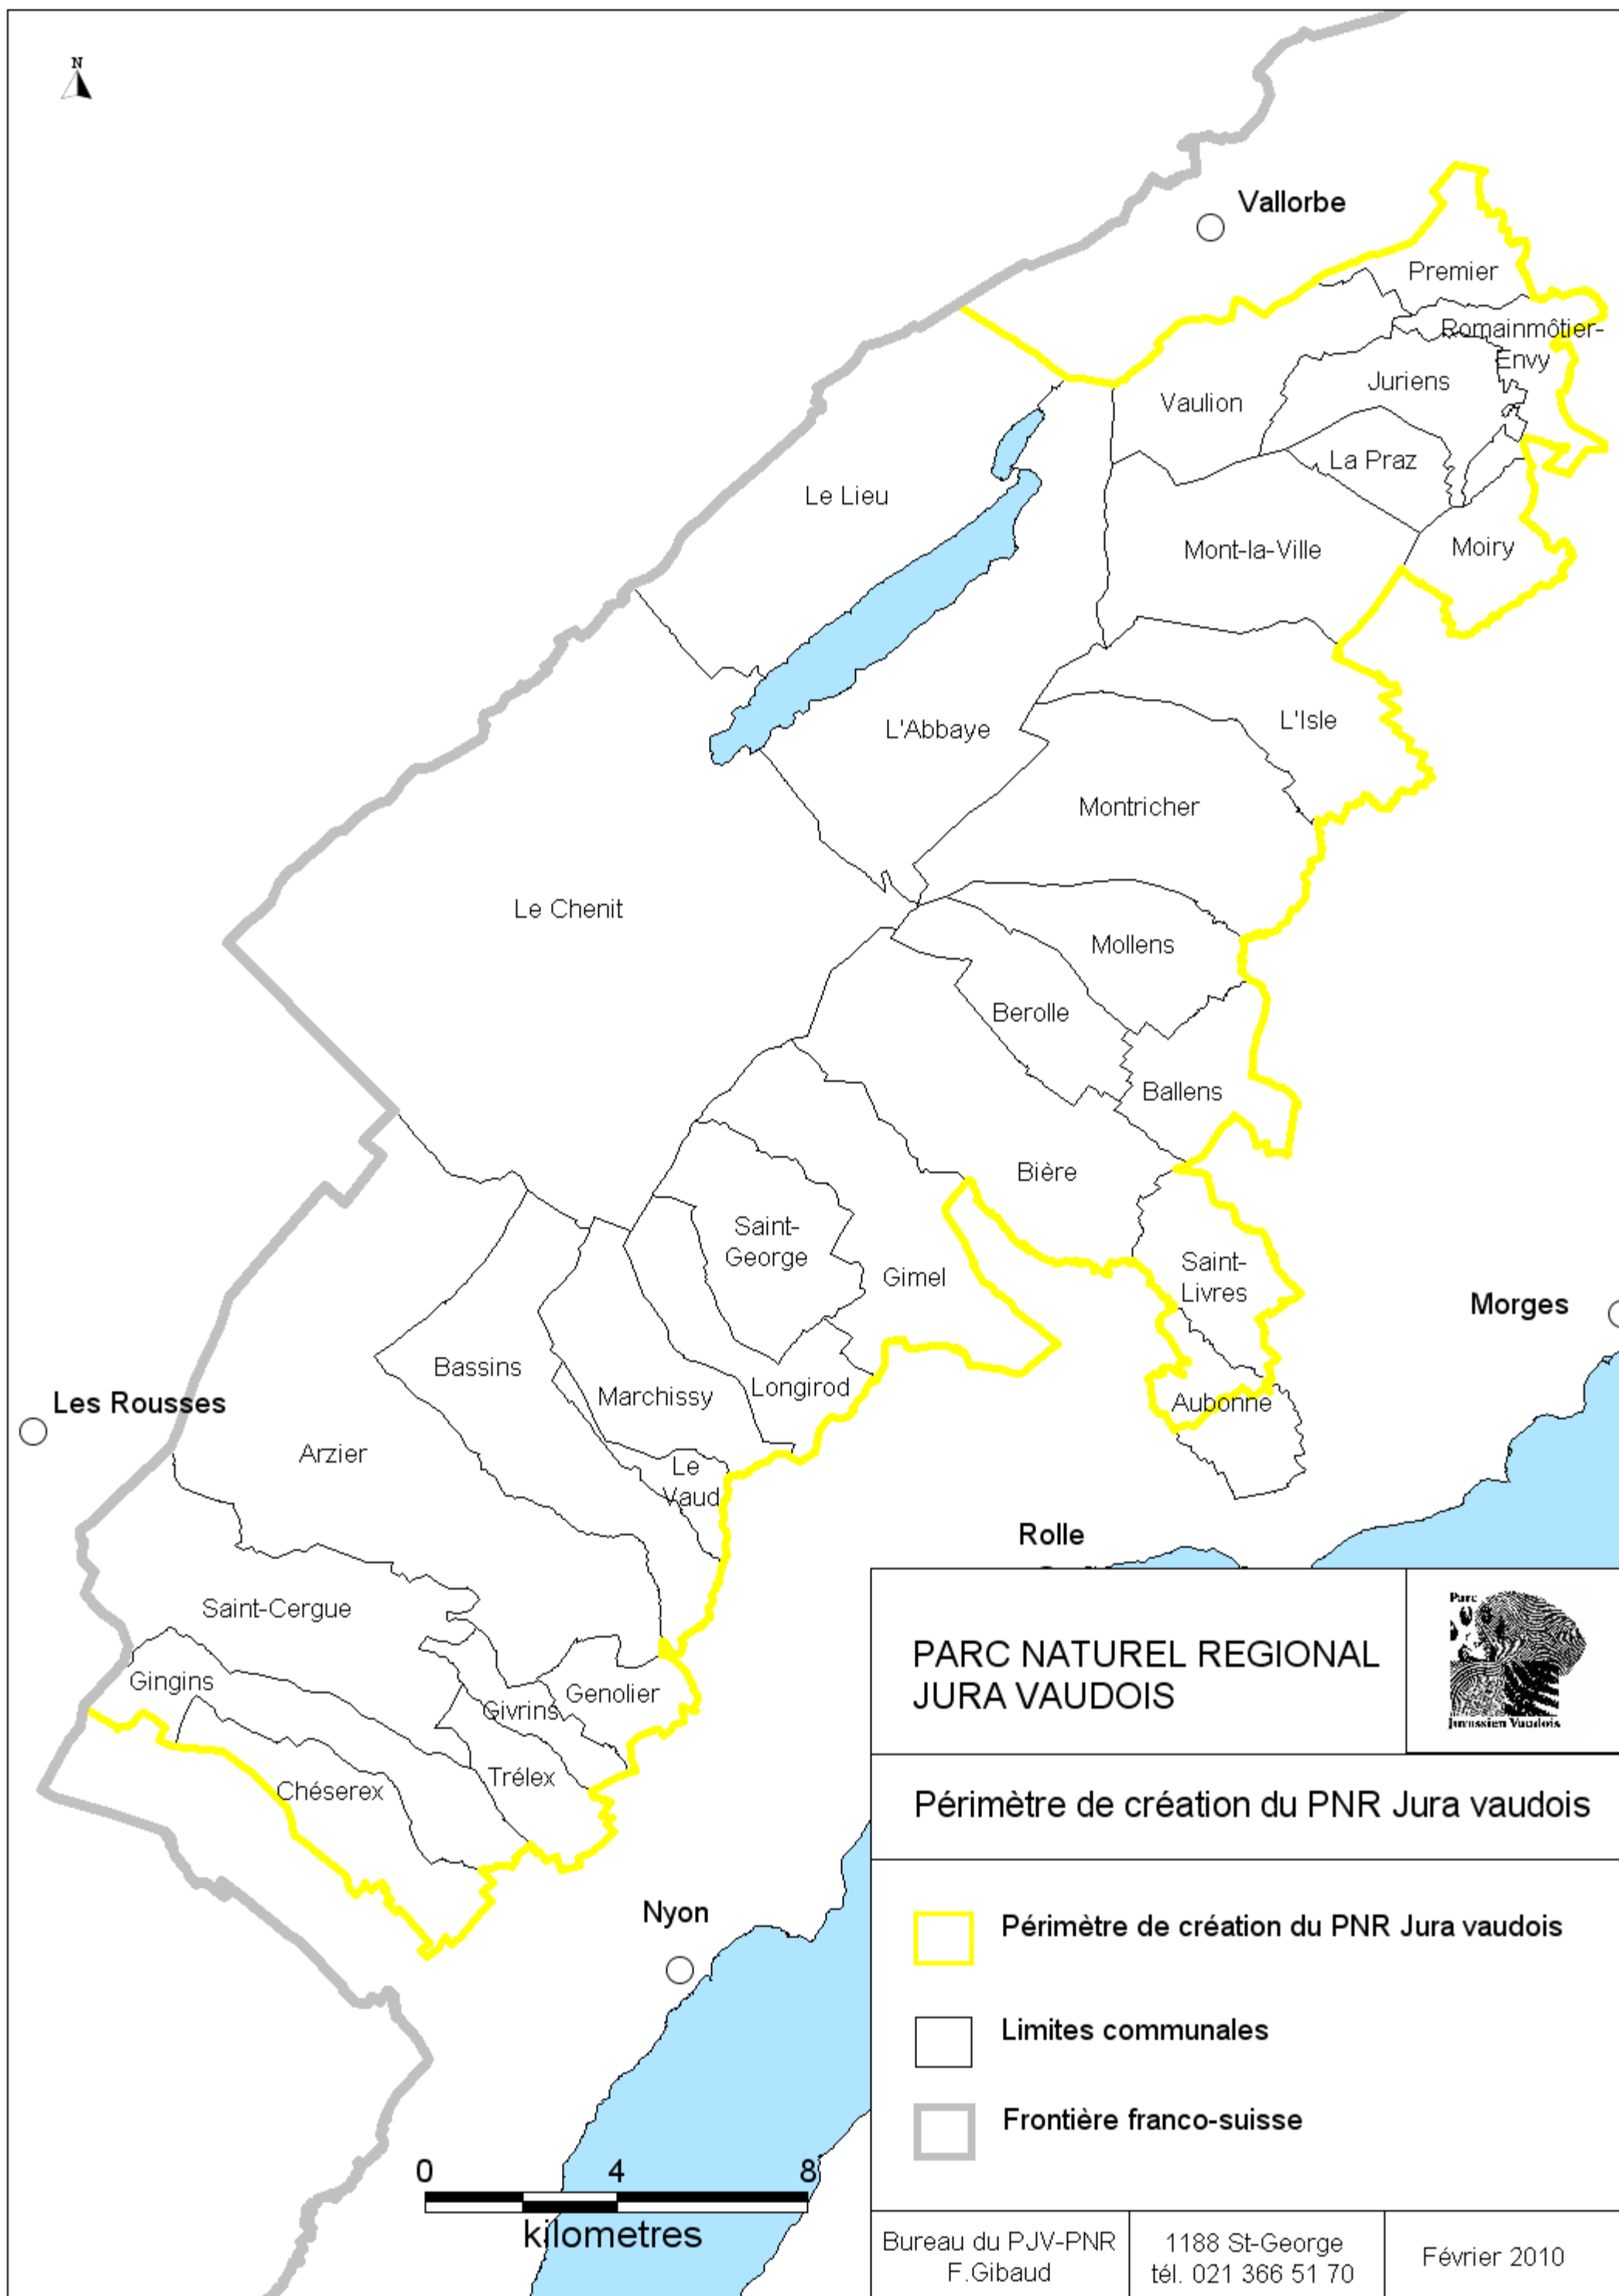 N
Vallorbe
Premier
Romainmôtier-
Envy
Juriens
Vaulion
La Praz
Le Lieu
Mont-la-Ville
Moiry
L'Abbaye
L'Isle
Montricher
Le Chenit
Mollens
Berolle
Ballens
Bière
Saint-
George
Gimel
Saint-
Livres
Morges
Bassins
Marchissy
Longirod
Aubonne
Les Rousses
Arzier
Le
Vaud
Rolle
Saint-Cergue
Gingins
Givrins
Genolier
Trélex
Chéserex
Nyon
PARC NATUREL REGIONAL
JURA VAUDOIS
Parc
Jurassien Vaudois
Périmètre de création du PNR Jura vaudois
Périmètre de création du PNR Jura vaudois
Limites communales
Frontière franco-suisse
0 4 8
kilometres
Bureau du PJV-PNR
F.Gibaud
1188 St-George
tél. 021 366 51 70
Février 2010